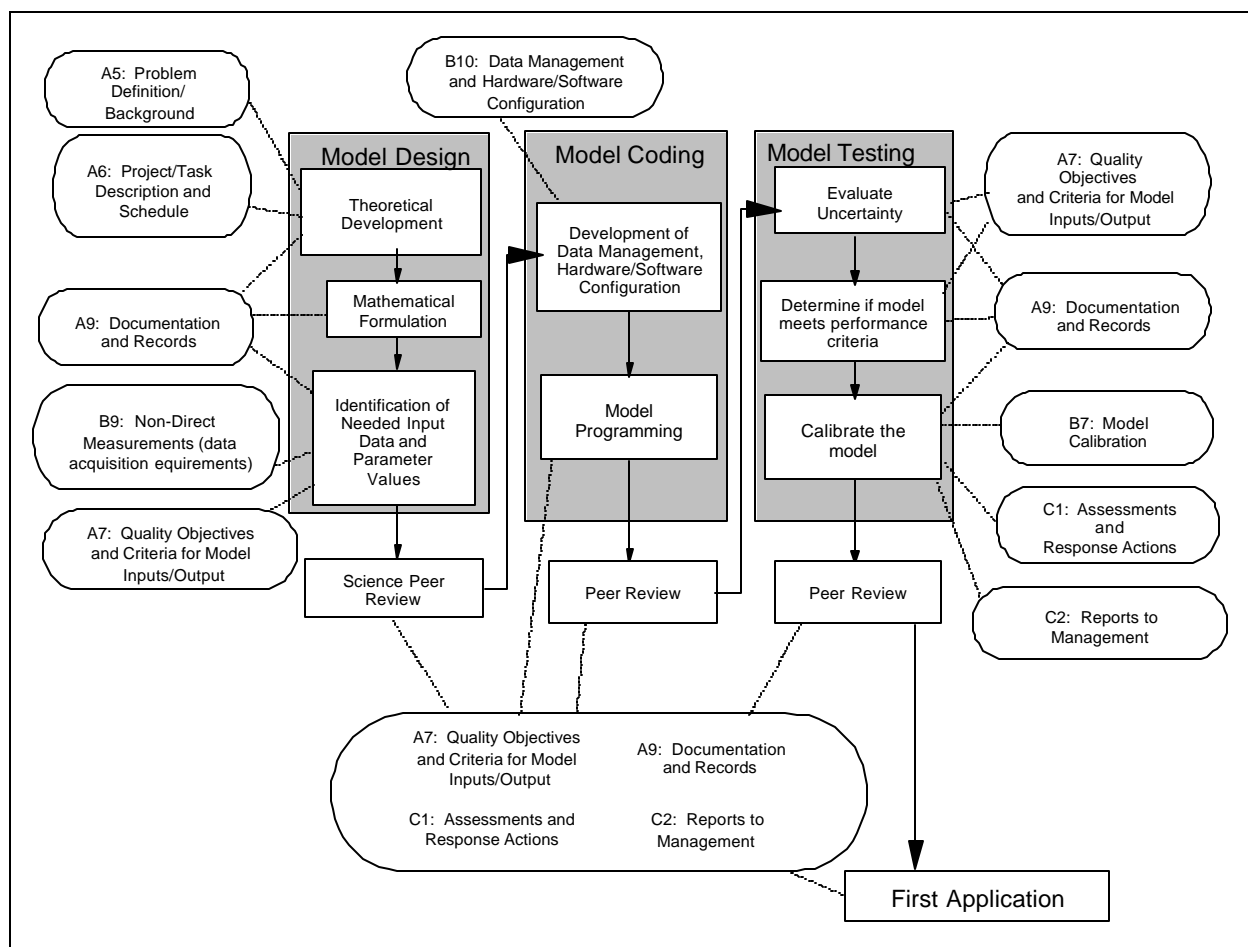 A5: Problem
Definition/
Background
A6: Project/Task
Description and
Schedule
A9: Documentation
and Records
B9: Non-Direct
Measurements (data
acquisition equirements)
A7: Quality Objectives
and Criteria for Model
Inputs/Output
B10: Data Management
and Hardware/Software
Configuration
Model Design
Theoretical
Development
Mathematical
Formulation
Identification of
Needed Input
Data and
Parameter
Values
Science Peer
Review
Model Coding
Development of
Data Management,
Hardware/Software
Configuration
Model
Programming
Peer Review
Model Testing
Evaluate
Uncertainty
Determine if model
meets performance
criteria
Calibrate the
model
Peer Review
A7: Quality
Objectives
and Criteria for Model
Inputs/Output
A9: Documentation
and Records
B7: Model
Calibration
C1: Assessments
and
Response Actions
C2: Reports to
Management
A7: Quality Objectives
and Criteria for Model
Inputs/Output
A9: Documentation
and Records
C1: Assessments and
Response Actions
C2: Reports to
Management
First Application